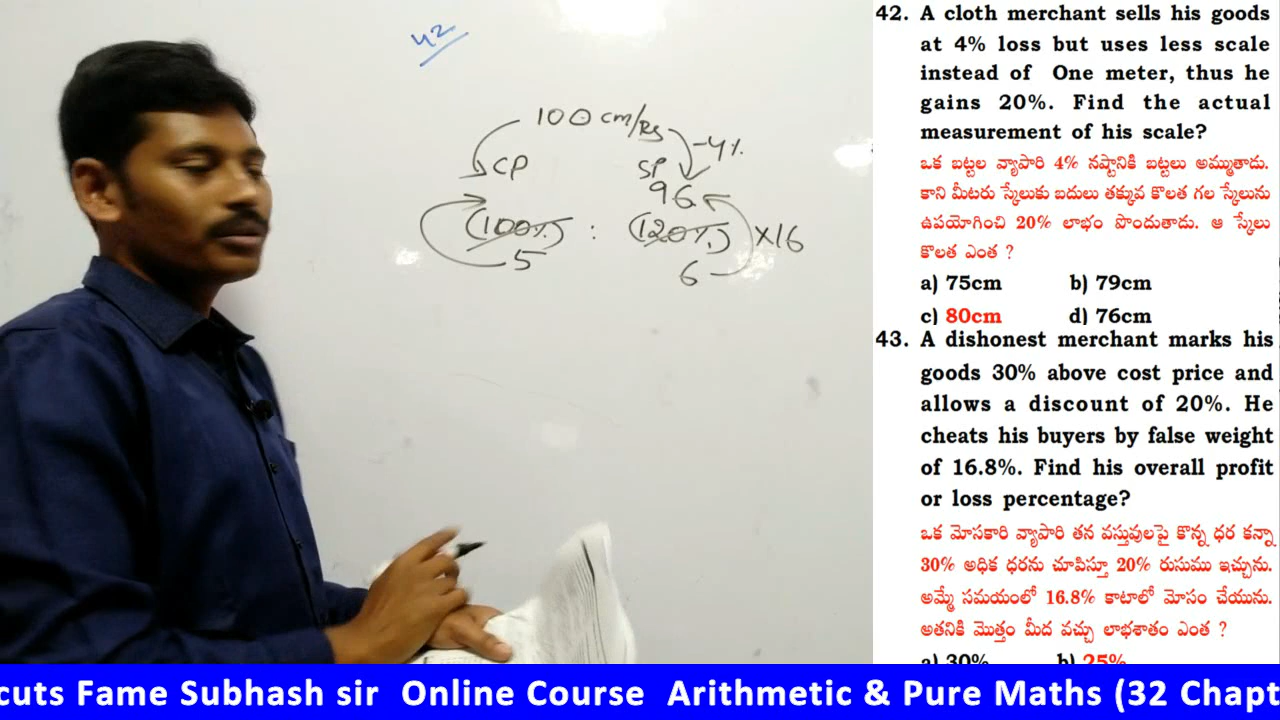 42
100 cm/Rs
CP
SP
-4%
96
(100%) : (120%) ×16
5
6
42. A cloth merchant sells his goods
at 4% loss but uses less scale
instead of One meter, thus he
gains 20%. Find the actual
measurement of his scale?
ఒక బట్టల వ్యాపారి 4% నష్టానికి బట్టలు అమ్ముతాడు.
కాని మీటరు స్కేలుకు బదులు తక్కువ కొలత గల స్కేలును
ఉపయోగించి 20% లాభం పొందుతాడు. ఆ స్కేలు
కొలత ఎంత ?
a) 75cm b) 79cm
c) 80cm d) 76cm
43. A dishonest merchant marks his
goods 30% above cost price and
allows a discount of 20%. He
cheats his buyers by false weight
of 16.8%. Find his overall profit
or loss percentage?
ఒక మోసకారి వ్యాపారి తన వస్తువులపై కొన్న ధర కన్నా
30% అధిక ధరను చూపిస్తూ 20% రుసుము ఇచ్చును.
అమ్మే సమయంలో 16.8% కాటాలో మోసం చేయును.
అతనికి మొత్తం మీద వచ్చు లాభశాతం ఎంత ?
a) 30% b) 25%
cuts Fame Subhash sir Online Course Arithmetic & Pure Maths (32 Chapt